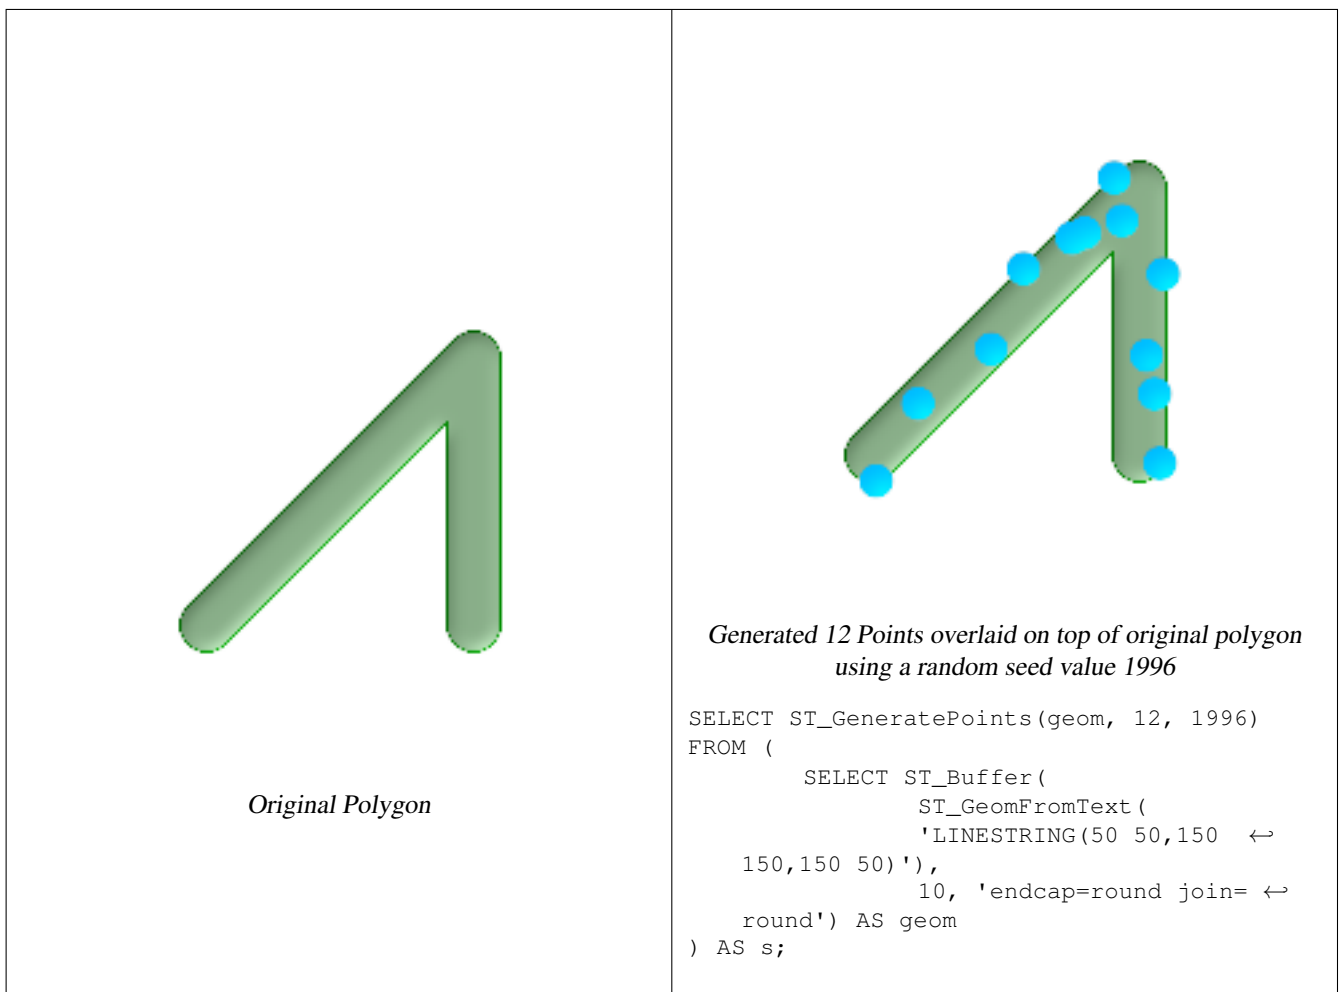 Original Polygon
Generated 12 Points overlaid on top of original polygon
using a random seed value 1996
SELECT ST_GeneratePoints(geom, 12, 1996)
FROM (
SELECT ST_Buffer(
ST_GeomFromText(
'LINESTRING(50 50,150 ↩
150,150 50)'),
10, 'endcap=round join= ↩
round') AS geom
) AS s;